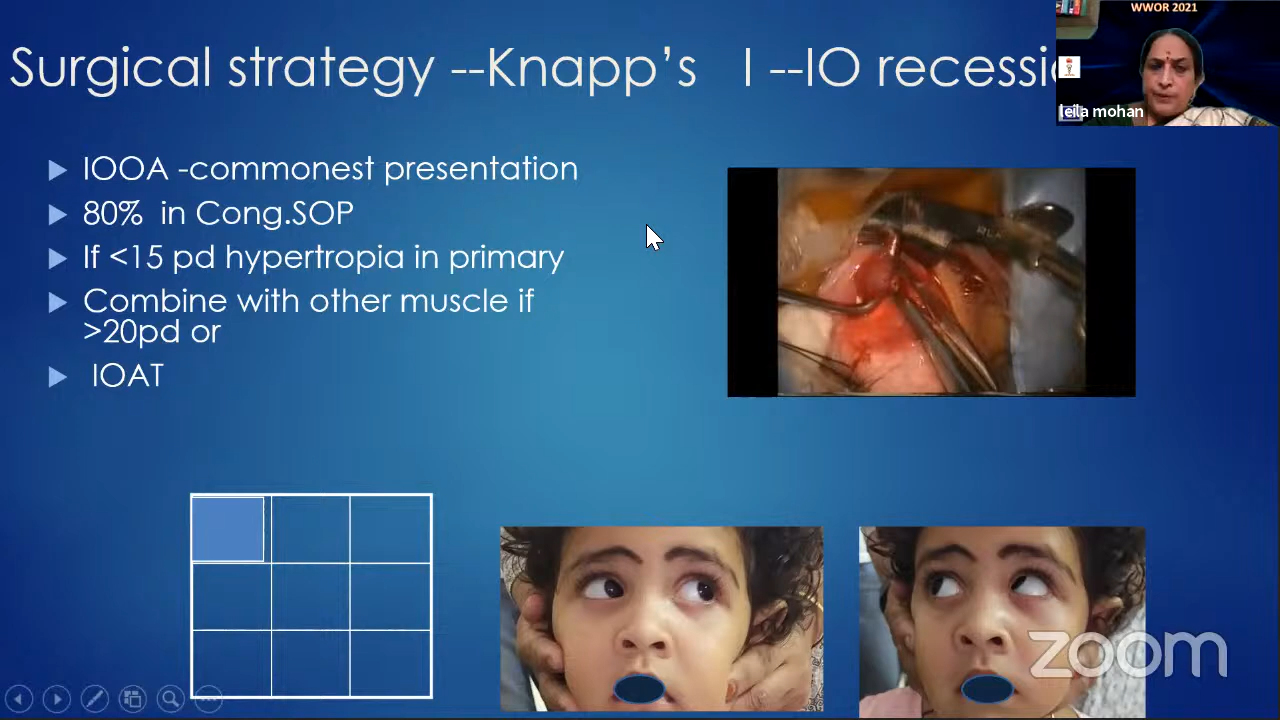 WWOR 2021
Surgical strategy --Knapp’s I --IO recessio
leila mohan
IOOA -commonest presentation
80% in Cong.SOP
If <15 pd hypertropia in primary
Combine with other muscle if
>20pd or
IOAT
zoom